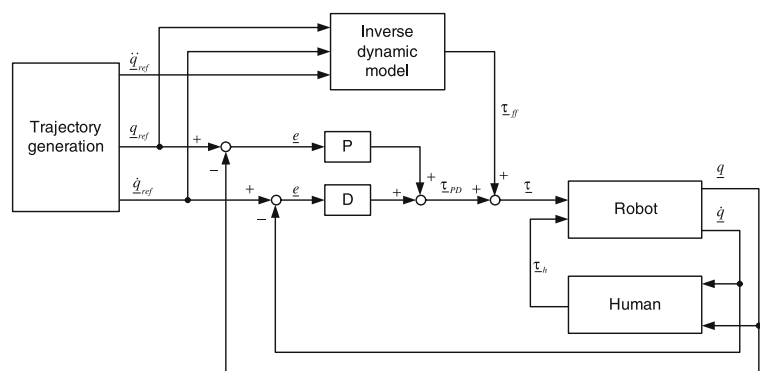 Inverse
dynamic
model
Trajectory
generation
q̈_ref
q_ref
q̇_ref
+
−
e
P
+
−
e
D
+
+
τ_PD
+
τ_ff
+
τ
Robot
q
q̇
τ_h
Human